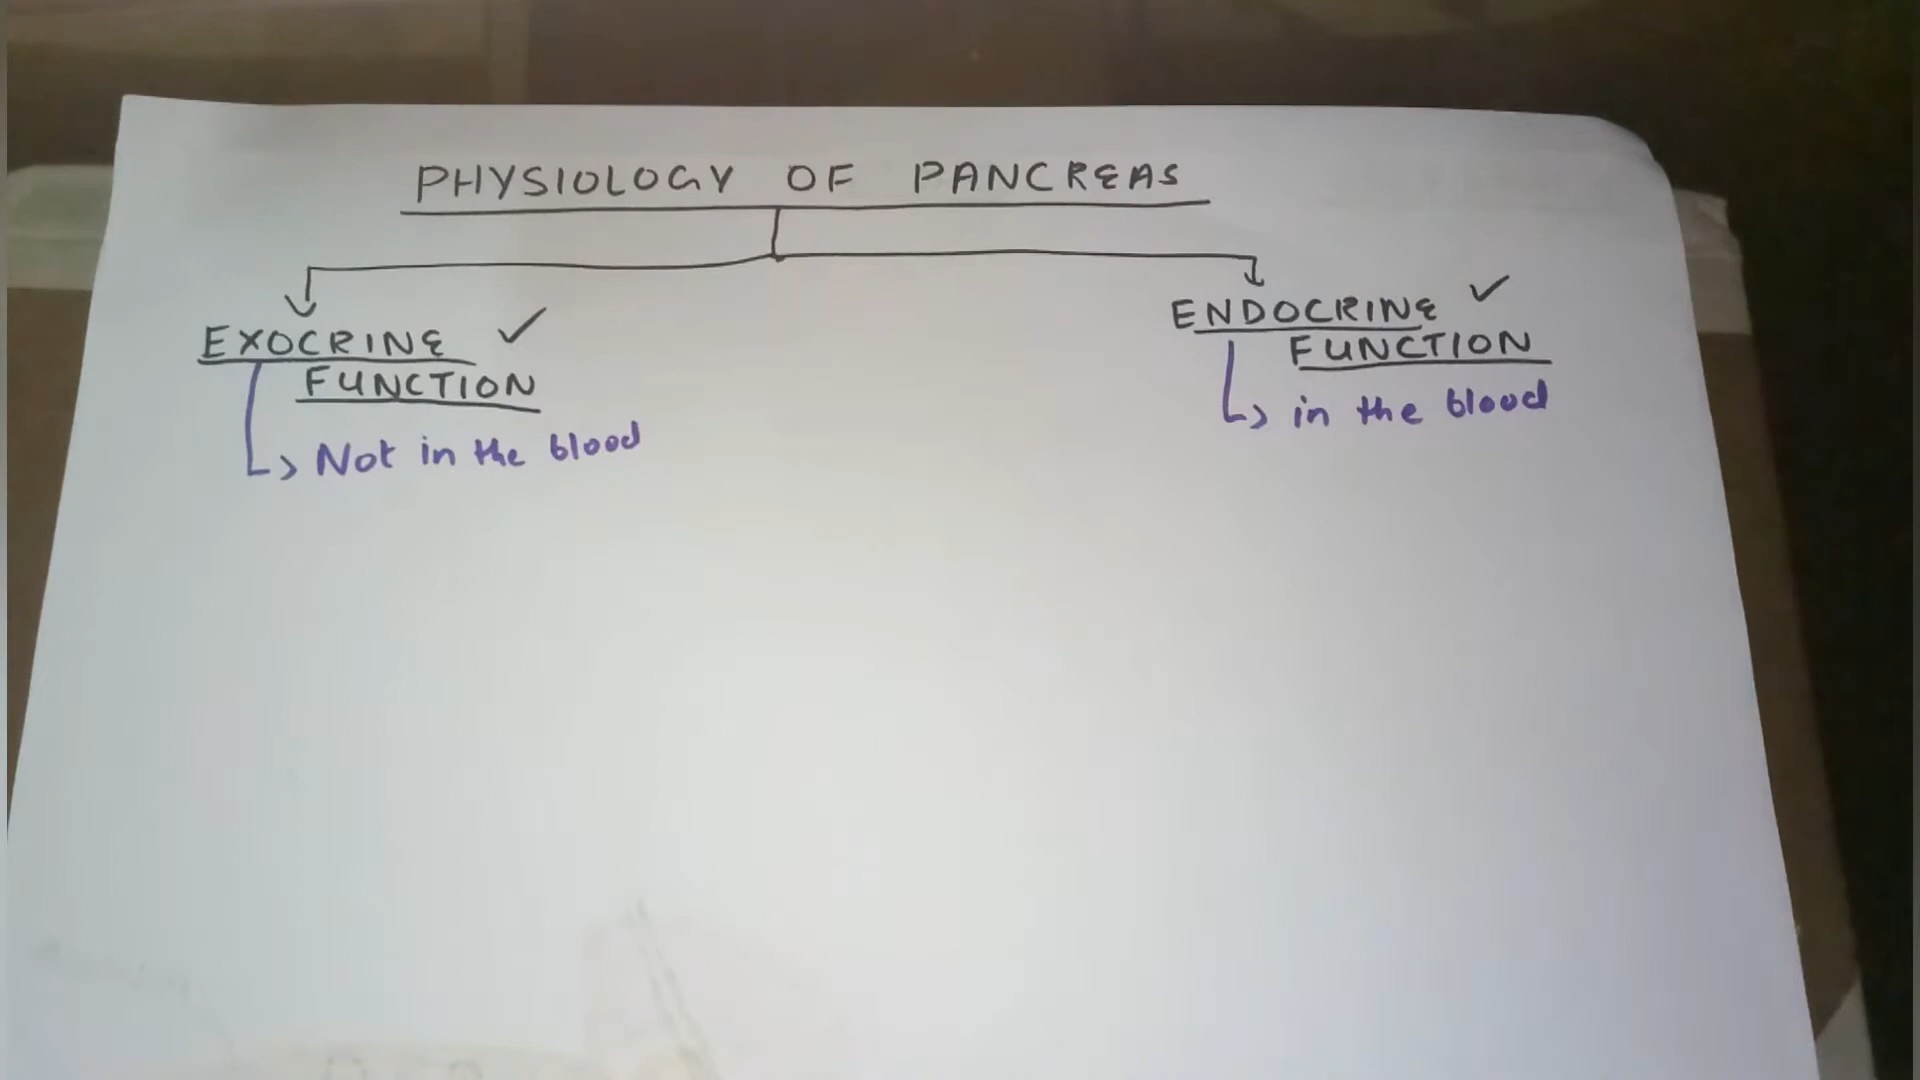 PHYSIOLOGY OF PANCREAS
EXOCRINE
FUNCTION
Not in the blood
ENDOCRINE
FUNCTION
in the blood